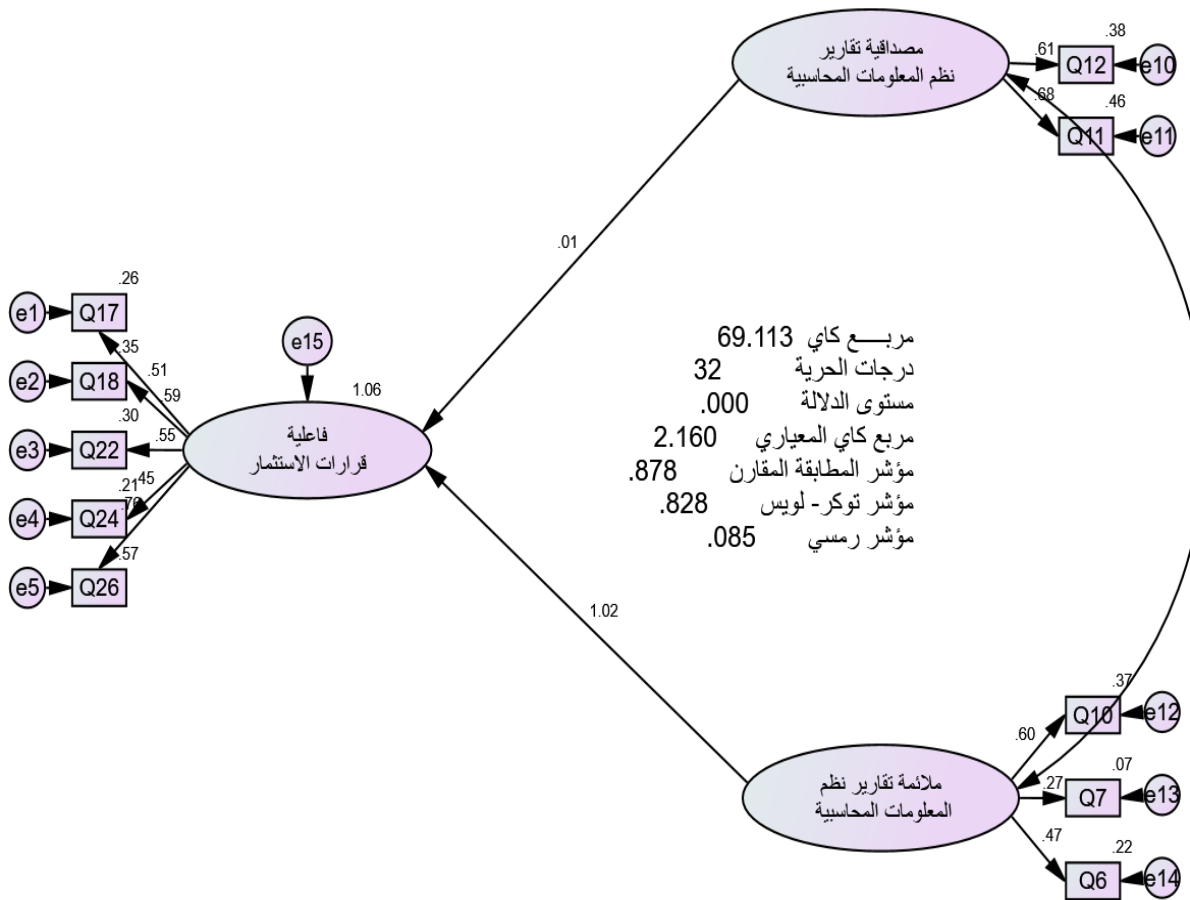 مصداقية تقارير
نظم المعلومات المحاسبية
.61
.38
Q12
e10
.68
.46
Q11
e11
.01
.26
e1
Q17
.35
.51
e2
Q18
.59
.30
e3
Q22
.55
.21
.45
e4
Q24
.76
.57
e5
Q26
e15
1.06
فاعلية
قرارات الاستثمار
مربــــع كاي 69.113
درجات الحرية 32
مستوى الدلالة .000
مربع كاي المعياري 2.160
مؤشر المطابقة المقارن .878
مؤشر توكر- لويس .828
مؤشر رمسي .085
1.02
ملائمة تقارير نظم
المعلومات المحاسبية
.60
.37
Q10
e12
.27
.07
Q7
e13
.47
.22
Q6
e14